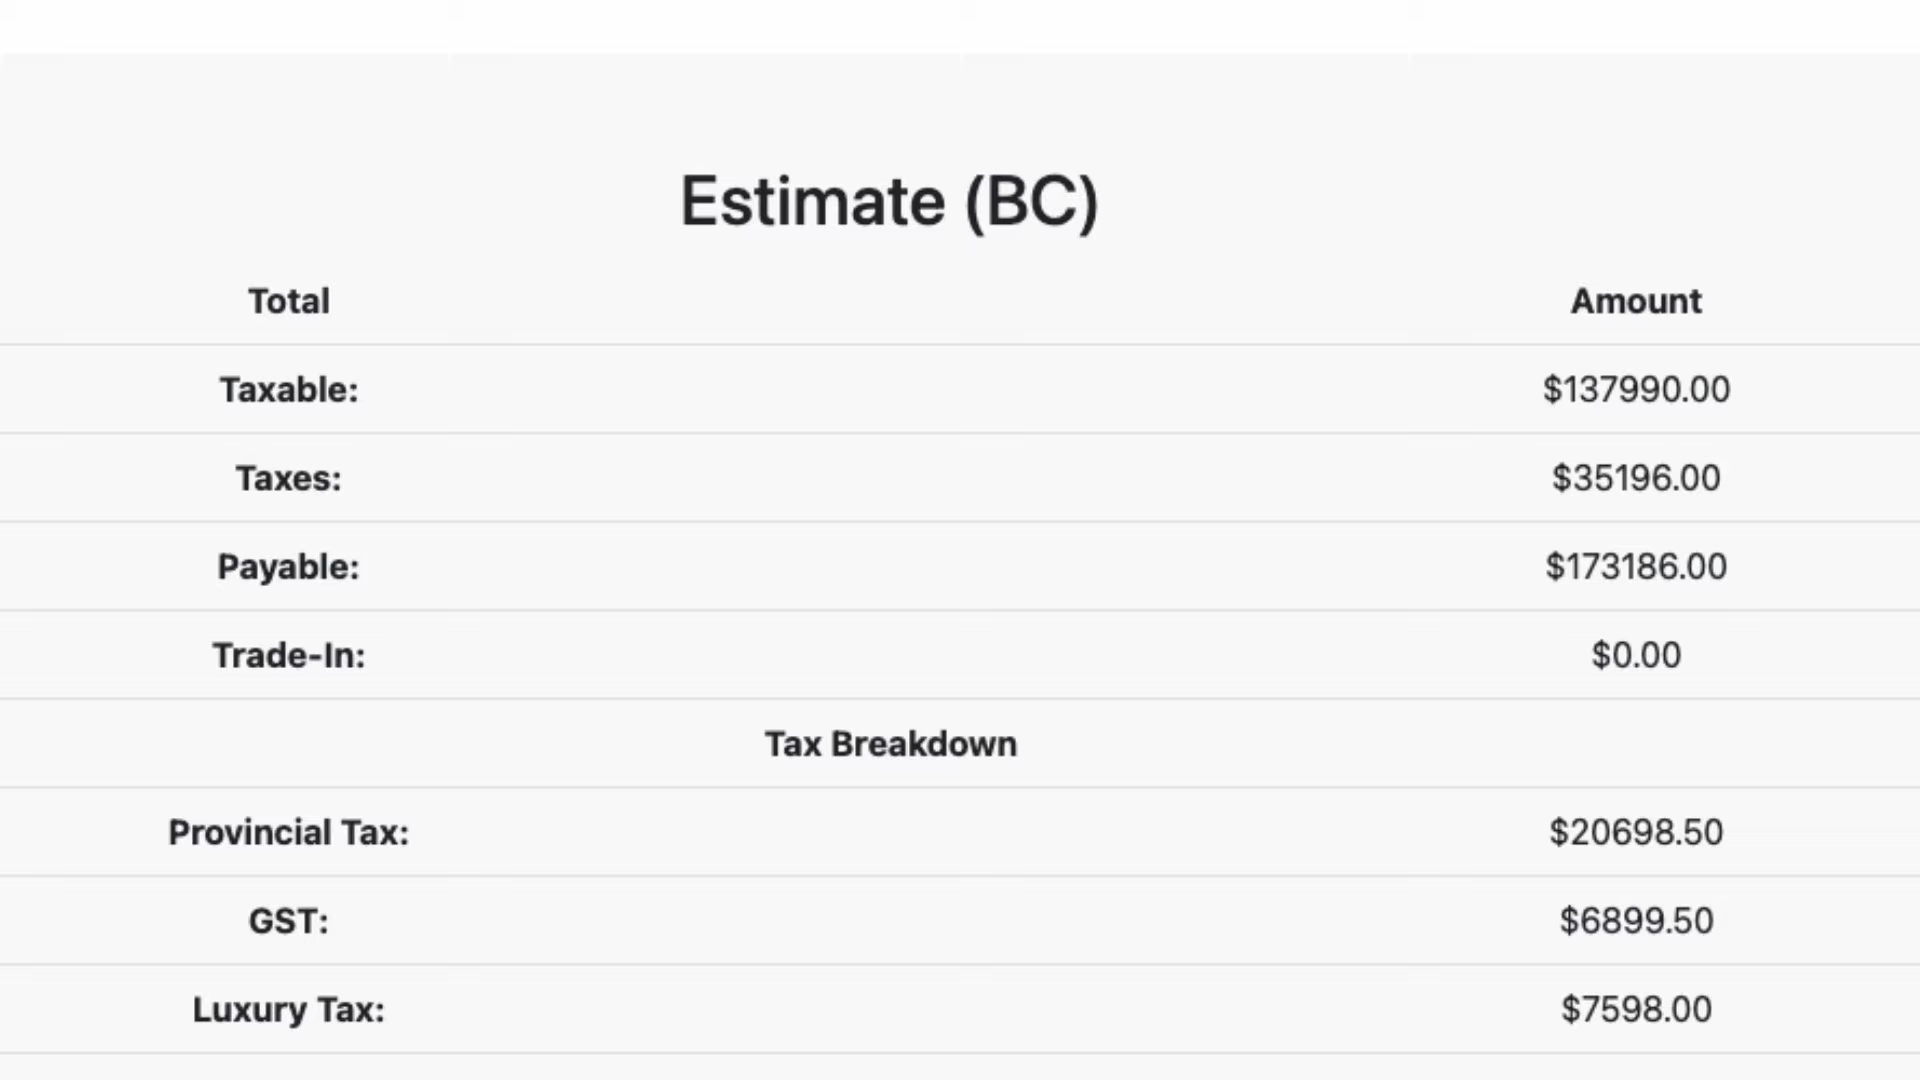 Estimate (BC)
Total Amount
Taxable: $137990.00
Taxes: $35196.00
Payable: $173186.00
Trade-In: $0.00
Tax Breakdown
Provincial Tax: $20698.50
GST: $6899.50
Luxury Tax: $7598.00